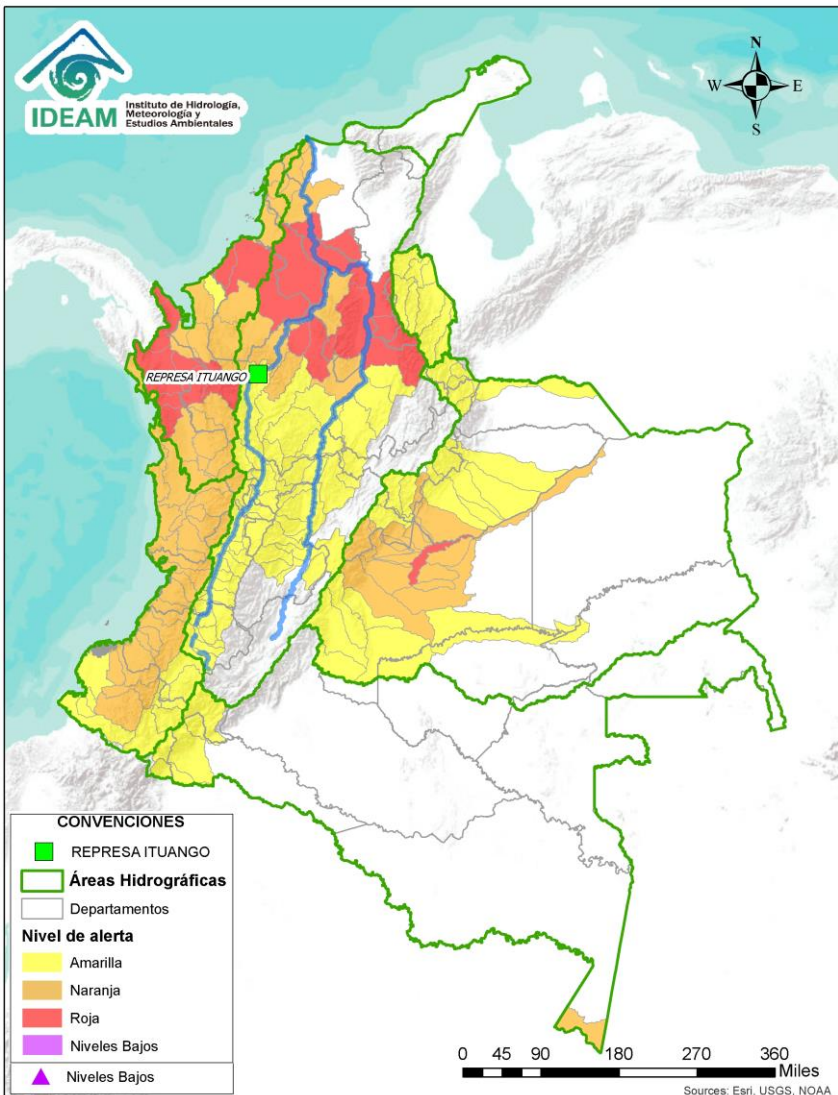 IDEAM
Instituto de Hidrología,
Meteorología y
Estudios Ambientales
N
W E
S
REPRESA ITUANGO
CONVENCIONES
REPRESA ITUANGO
Áreas Hidrográficas
Departamentos
Nivel de alerta
Amarilla
Naranja
Roja
Niveles Bajos
Niveles Bajos
0 45 90 180 270 360
Miles
Sources: Esri, USGS, NOAA